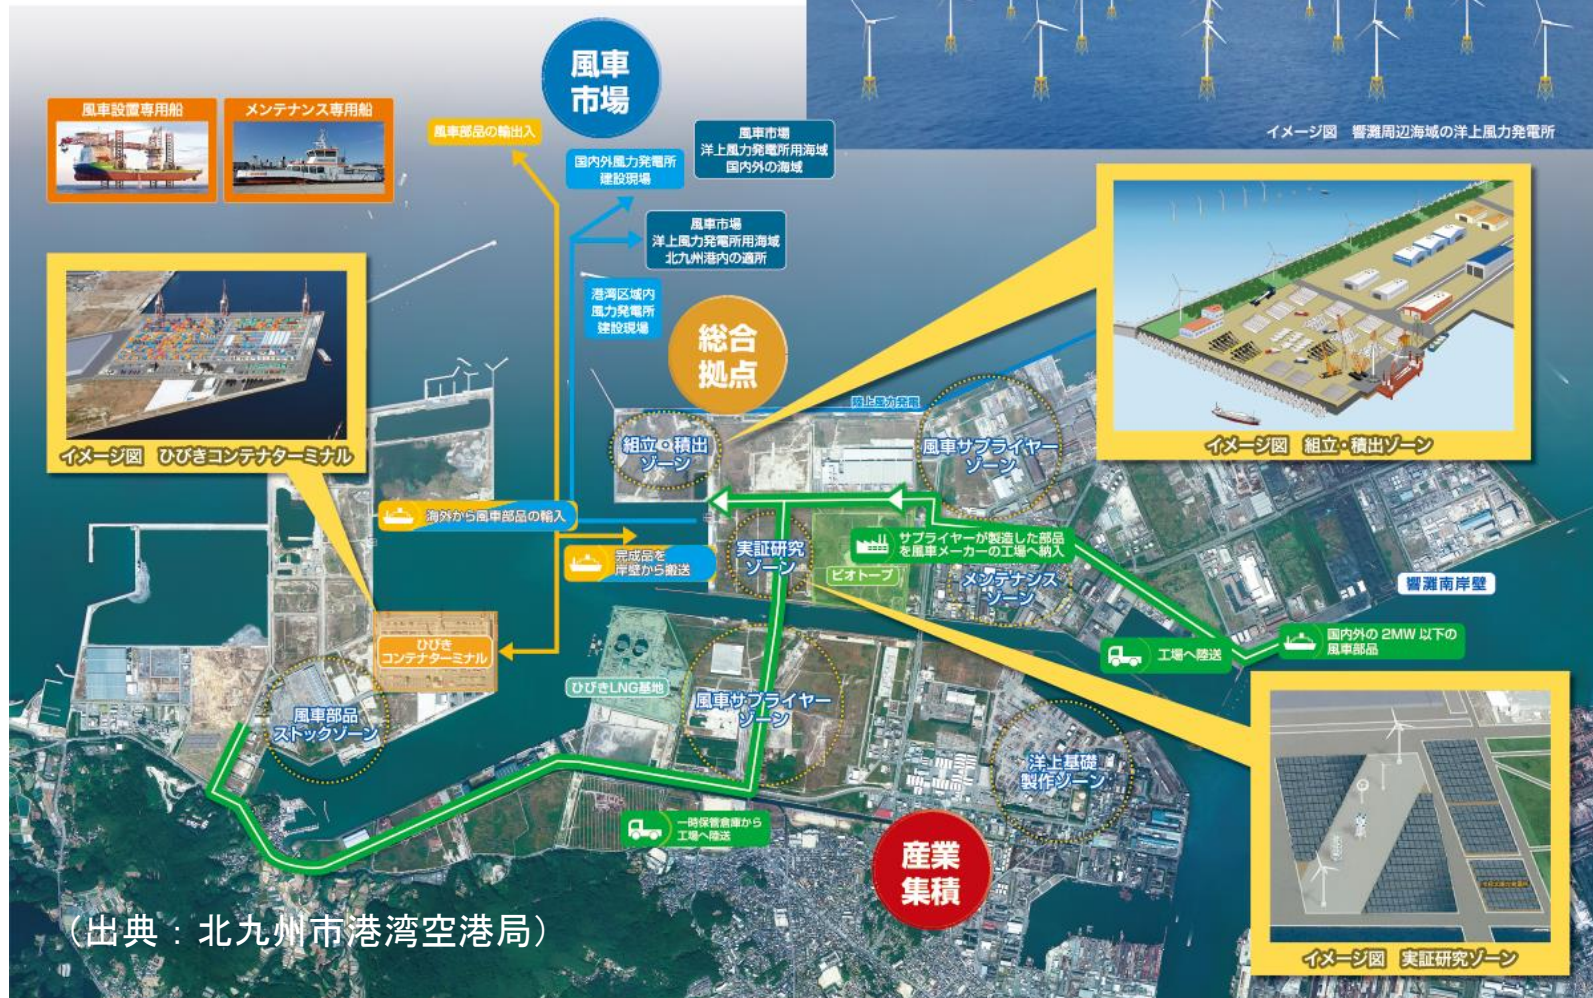 風車
市場
イメージ図 響灘周辺海域の洋上風力発電所
風車設置専用船
メンテナンス専用船
風車部品の輸出入
国内外風力発電所
建設現場
風車市場
洋上風力発電所用海域
国内外の海域
風車市場
洋上風力発電所用海域
北九州港内の適所
港湾区域内
風力発電所
建設現場
総合
拠点
イメージ図 ひびきコンテナターミナル
イメージ図 組立・積出ゾーン
陸上風力発電
組立・積出
ゾーン
風車サプライヤー
ゾーン
海外から風車部品の輸入
完成品を
岸壁から搬送
実証研究
ゾーン
ビオトープ
サプライヤーが製造した部品
を風車メーカーの工場へ納入
メンテナンス
ゾーン
響灘南岸壁
国内外の 2MW 以下の
風車部品
工場へ陸送
ひびき
コンテナターミナル
ひびきLNG基地
風車サプライヤー
ゾーン
風車部品
ストックゾーン
洋上基礎
製作ゾーン
一時保管倉庫から
工場へ陸送
産業
集積
イメージ図 実証研究ゾーン
（出典：北九州市港湾空港局）